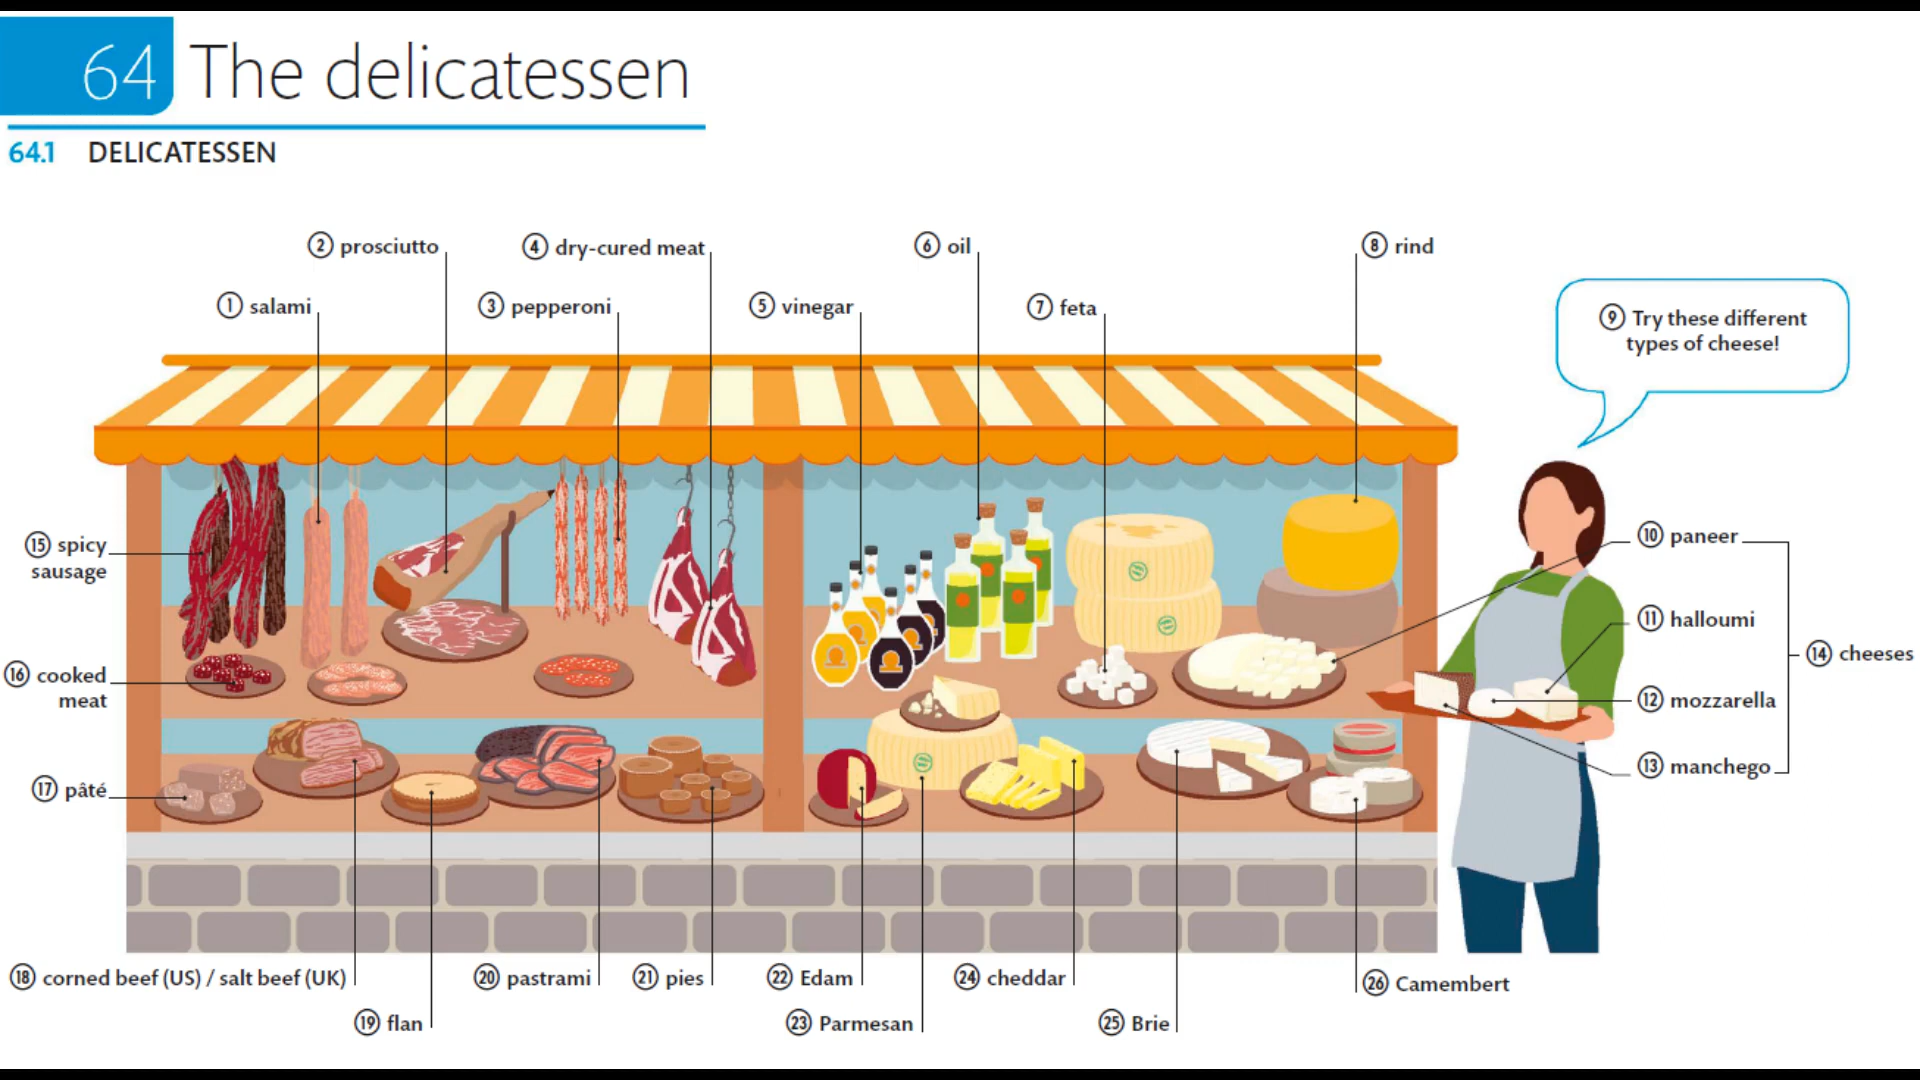 64 The delicatessen
64.1 DELICATESSEN
② prosciutto
④ dry-cured meat
⑥ oil
⑧ rind
① salami
③ pepperoni
⑤ vinegar
⑦ feta
⑨ Try these different
types of cheese!
⑩ paneer
⑪ halloumi
⑫ mozzarella
⑬ manchego
⑭ cheeses
⑮ spicy
sausage
⑯ cooked
meat
⑰ pâté
⑱ corned beef (US) / salt beef (UK)
⑲ flan
⑳ pastrami
㉑ pies
㉒ Edam
㉓ Parmesan
㉔ cheddar
㉕ Brie
㉖ Camembert